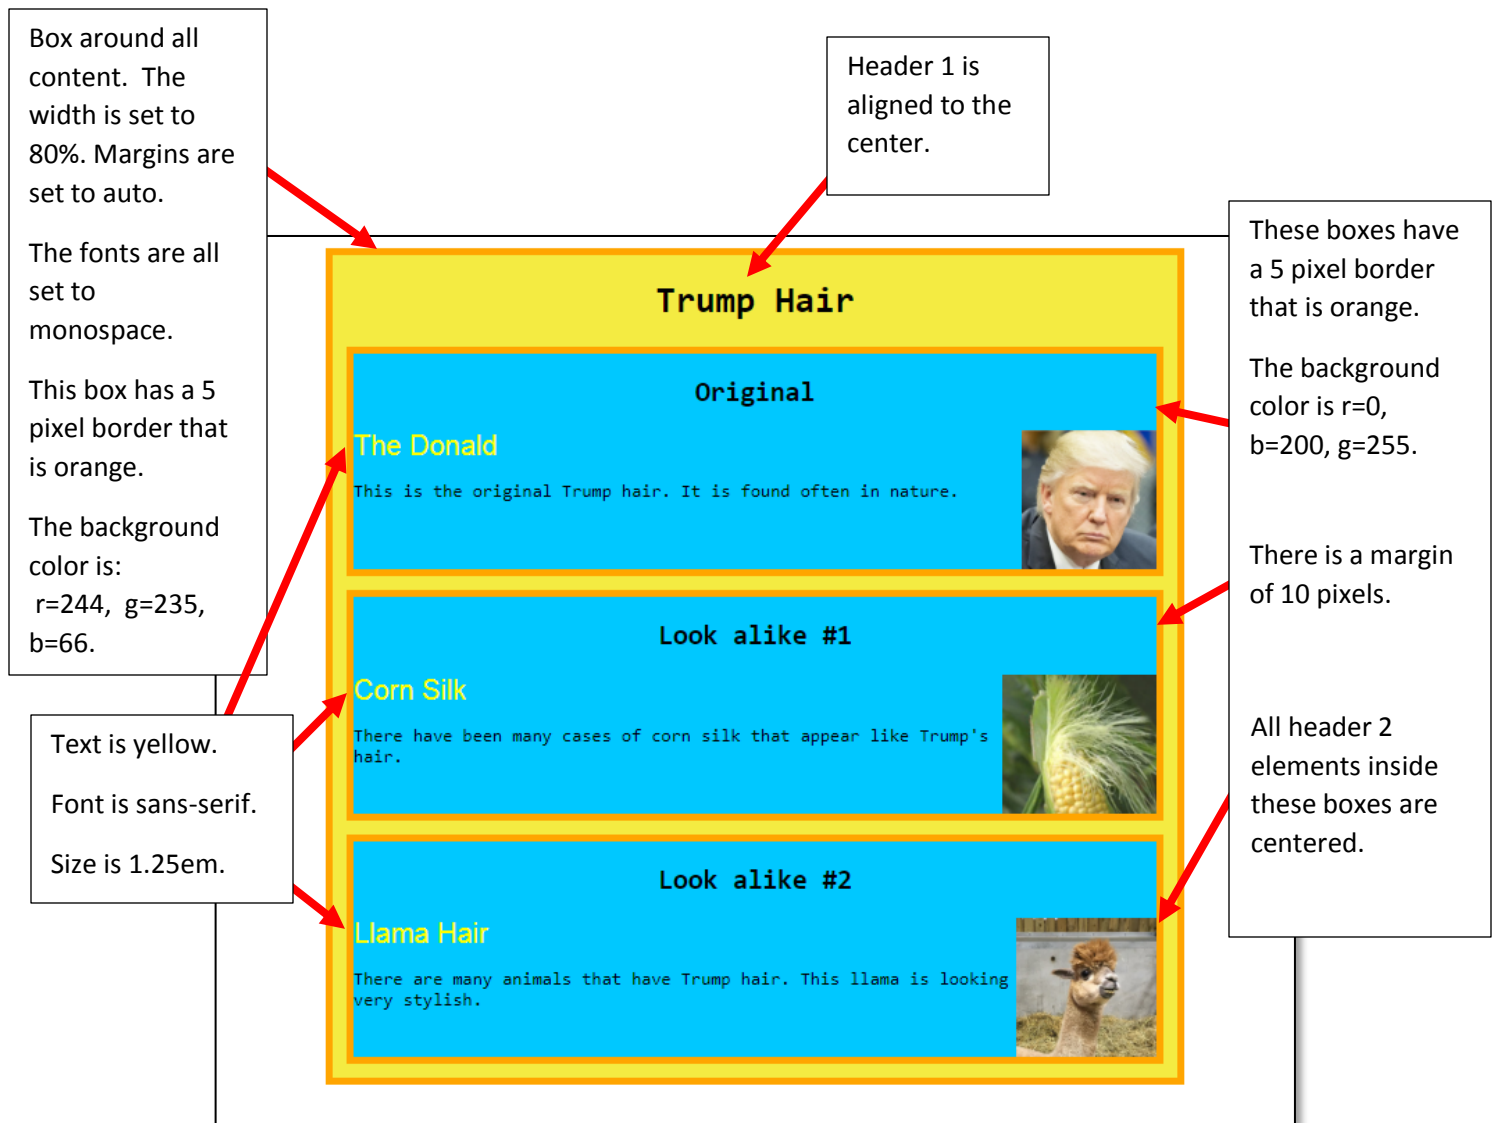 Box around all
content.  The
width is set to
80%. Margins are
set to auto.
The fonts are all
set to
monospace.
This box has a 5
pixel border that
is orange.
The background
color is:
r=244,  g=235,
b=66.
Header 1 is
aligned to the
center.
These boxes have
a 5 pixel border
that is orange.
The background
color is r=0,
b=200, g=255.
There is a margin
of 10 pixels.
All header 2
elements inside
these boxes are
centered.
Text is yellow.
Font is sans-serif.
Size is 1.25em.
Trump Hair
Original
The Donald
This is the original Trump hair. It is found often in nature.
Look alike #1
Corn Silk
There have been many cases of corn silk that appear like Trump's
hair.
Look alike #2
Llama Hair
There are many animals that have Trump hair. This llama is looking
very stylish.